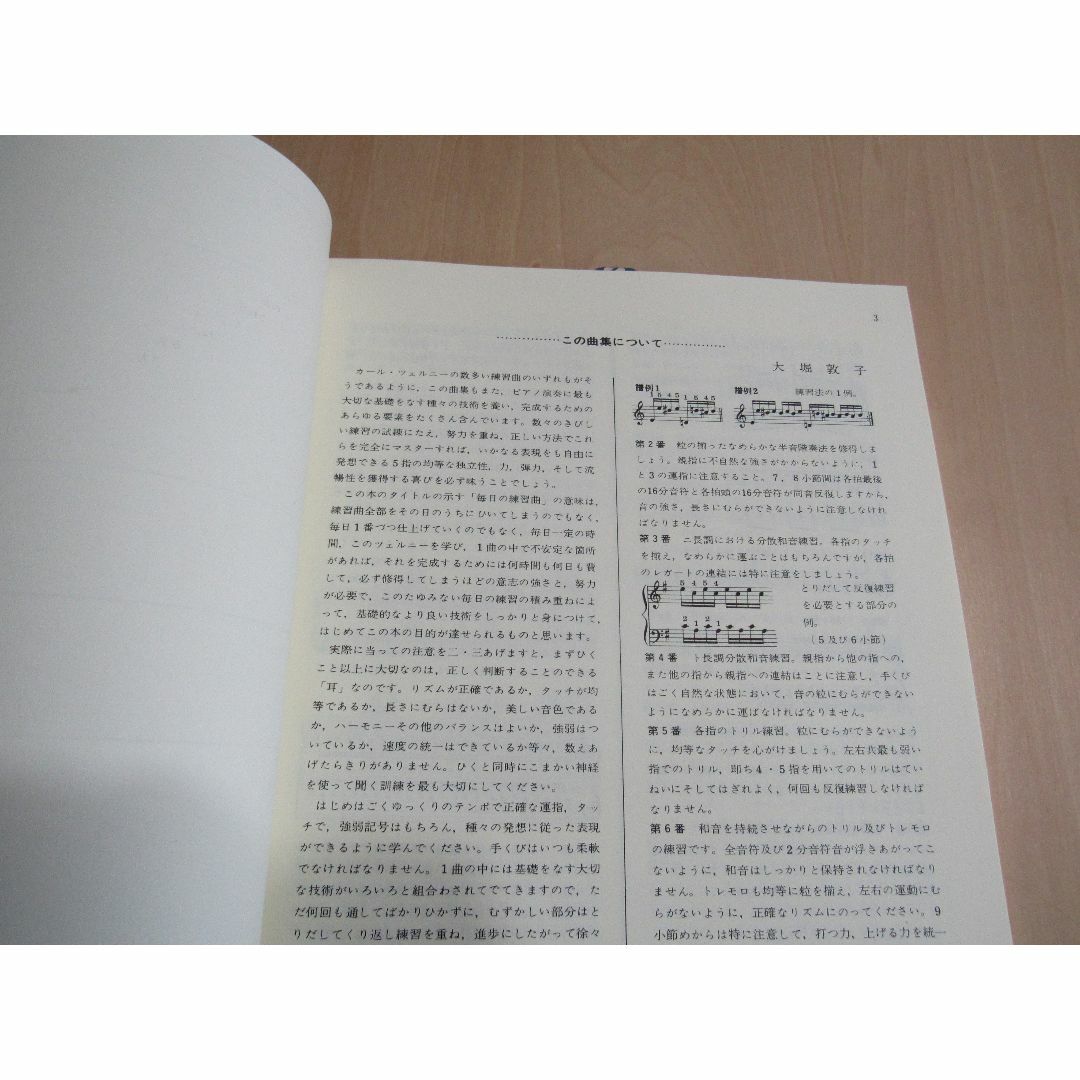 3
……………この曲集について……………
大堀敦子
カール・ツェルニーの数多い練習曲のいずれもがそ
うであるように，この曲集もまた，ピアノ演奏に最も
大切な基礎をなす種々の技術を養い，完成するための
あらゆる要素をたくさん含んでいます。数々のきびし
い練習の試練にたえ，努力を重ね，正しい方法でこれ
らを完全にマスターすれば，いかなる表現をも自由に
発想できる5指の均等な独立性，力，弾力，そして流
暢性を獲得する喜びを必ず味うことでしょう。
この本のタイトルの示す「毎日の練習曲」の意味は，
練習曲全部をその日のうちにひいてしまうのでもなく，
毎日1番づつ仕上げていくのでもなく，毎日一定の時
間，このツェルニーを学び，1曲の中で不安定な箇所
があれば，それを完成するためには何時間も何日も費
して，必ず修得してしまうほどの意志の強さと，努力
が必要で，このたゆみない毎日の練習の積み重ねによ
って，基礎的なより良い技術をしっかりと身につけて，
はじめてこの本の目的が達せられるものと思います。
実際に当っての注意を二・三あげますと，まずひく
こと以上に大切なのは，正しく判断することのできる
「耳」なのです。リズムが正確であるか，タッチが均
等であるか，長さにむらはないか，美しい音色である
か，ハーモニーその他のバランスはよいか，強弱はつ
いているか，速度の統一はできているか等々，数えあ
げたらきりがありません。ひくと同時にこまかい神経
を使って聞く訓練を最も大切にしてください。
はじめはごくゆっくりのテンポで正確な運指，タッ
チで，強弱記号はもちろん，種々の発想に従った表現
ができるように学んでください。手くびはいつも柔軟
でなければなりません。1曲の中には基礎をなす大切
な技術がいろいろと組合わされてでてきますので，た
だ何回も通してばかりひかずに，むずかしい部分はと
りだしてくり返し練習を重ね，進歩にしたがって徐々
譜例1
1 5 4 5 1 5 4 5
譜例2 練習法の1例。
第2番 粒の揃ったなめらかな半音階奏法を修得しま
しょう。親指に不自然な強さがかからないように，1
と3の連指に注意すること。7，8小節間は各拍最後
の16分音符と各拍頭の16分音符が同音反復しますから，
音の強さ，長さにむらができないように注意しなけれ
ばなりません。
第3番 ニ長調における分散和音練習。各指のタッチ
を揃え，なめらかに運ぶことはもちろんですが，各拍
のレガートの連結には特に注意をしましょう。
5 4 5 4
2 1 2 1
とりだして反復練習
を必要とする部分の
例。
（5及び6小節）
第4番 ト長調分散和音練習。親指から他の指への，
また他の指から親指への連結はことに注意し，手くび
はごく自然な状態において，音の粒にむらができない
ようになめらかに運ばなければなりません。
第5番 各指のトリル練習。粒にむらができないよう
に，均等なタッチを心がけましょう。左右共最も弱い
指でのトリル，即ち4・5指を用いてのトリルはてい
ねいにそしてはぎれよく，何回も反復練習しなければ
なりません。
第6番 和音を持続させながらのトリル及びトレモロ
の練習です。全音符及び2分音符音が浮きあがってこ
ないように，和音はしっかりと保持されなければなり
ません。トレモロも均等に粒を揃え，左右の運動にむ
らがないように，正確なリズムにのってください。9
小節めからは特に注意して，打つ力，上げる力を統一